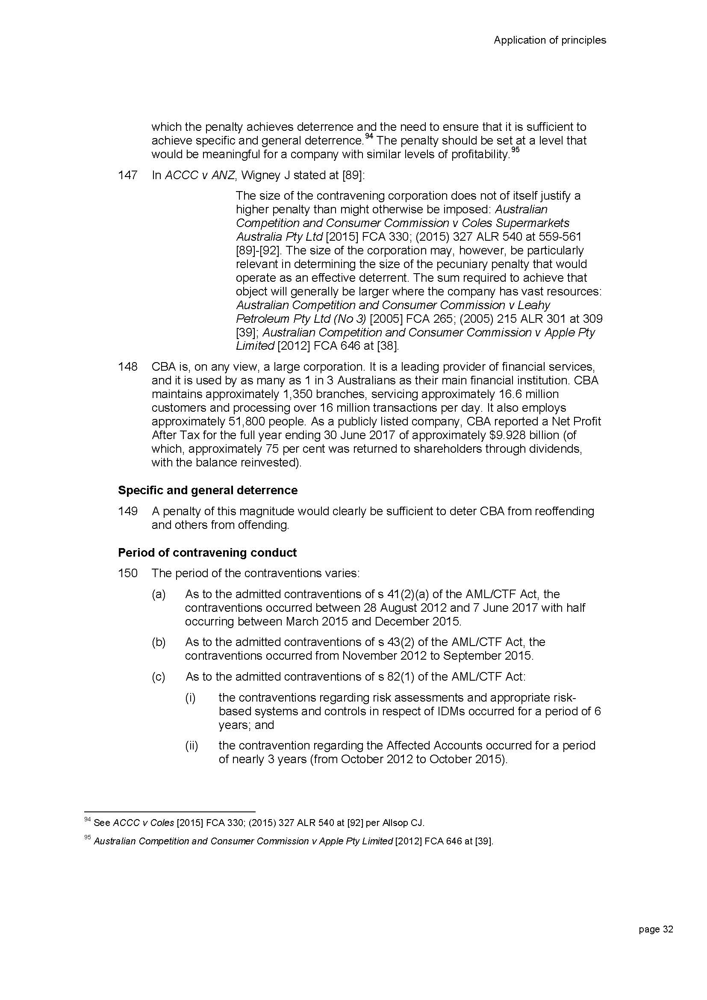 Application of principles
which the penalty achieves deterrence and the need to ensure that it is sufficient to
achieve specific and general deterrence.94 The penalty should be set at a level that
would be meaningful for a company with similar levels of profitability.95
147 In ACCC v ANZ, Wigney J stated at [89]:
The size of the contravening corporation does not of itself justify a
higher penalty than might otherwise be imposed: Australian
Competition and Consumer Commission v Coles Supermarkets
Australia Pty Ltd [2015] FCA 330; (2015) 327 ALR 540 at 559-561
[89]-[92]. The size of the corporation may, however, be particularly
relevant in determining the size of the pecuniary penalty that would
operate as an effective deterrent. The sum required to achieve that
object will generally be larger where the company has vast resources:
Australian Competition and Consumer Commission v Leahy
Petroleum Pty Ltd (No 3) [2005] FCA 265; (2005) 215 ALR 301 at 309
[39]; Australian Competition and Consumer Commission v Apple Pty
Limited [2012] FCA 646 at [38].
148 CBA is, on any view, a large corporation. It is a leading provider of financial services,
and it is used by as many as 1 in 3 Australians as their main financial institution. CBA
maintains approximately 1,350 branches, servicing approximately 16.6 million
customers and processing over 16 million transactions per day. It also employs
approximately 51,800 people. As a publicly listed company, CBA reported a Net Profit
After Tax for the full year ending 30 June 2017 of approximately $9.928 billion (of
which, approximately 75 per cent was returned to shareholders through dividends,
with the balance reinvested).
Specific and general deterrence
149 A penalty of this magnitude would clearly be sufficient to deter CBA from reoffending
and others from offending.
Period of contravening conduct
150 The period of the contraventions varies:
(a) As to the admitted contraventions of s 41(2)(a) of the AML/CTF Act, the
contraventions occurred between 28 August 2012 and 7 June 2017 with half
occurring between March 2015 and December 2015.
(b) As to the admitted contraventions of s 43(2) of the AML/CTF Act, the
contraventions occurred from November 2012 to September 2015.
(c) As to the admitted contraventions of s 82(1) of the AML/CTF Act:
(i) the contraventions regarding risk assessments and appropriate risk-
based systems and controls in respect of IDMs occurred for a period of 6
years; and
(ii) the contravention regarding the Affected Accounts occurred for a period
of nearly 3 years (from October 2012 to October 2015).
94 See ACCC v Coles [2015] FCA 330; (2015) 327 ALR 540 at [92] per Allsop CJ.
95 Australian Competition and Consumer Commission v Apple Pty Limited [2012] FCA 646 at [39].
page 32